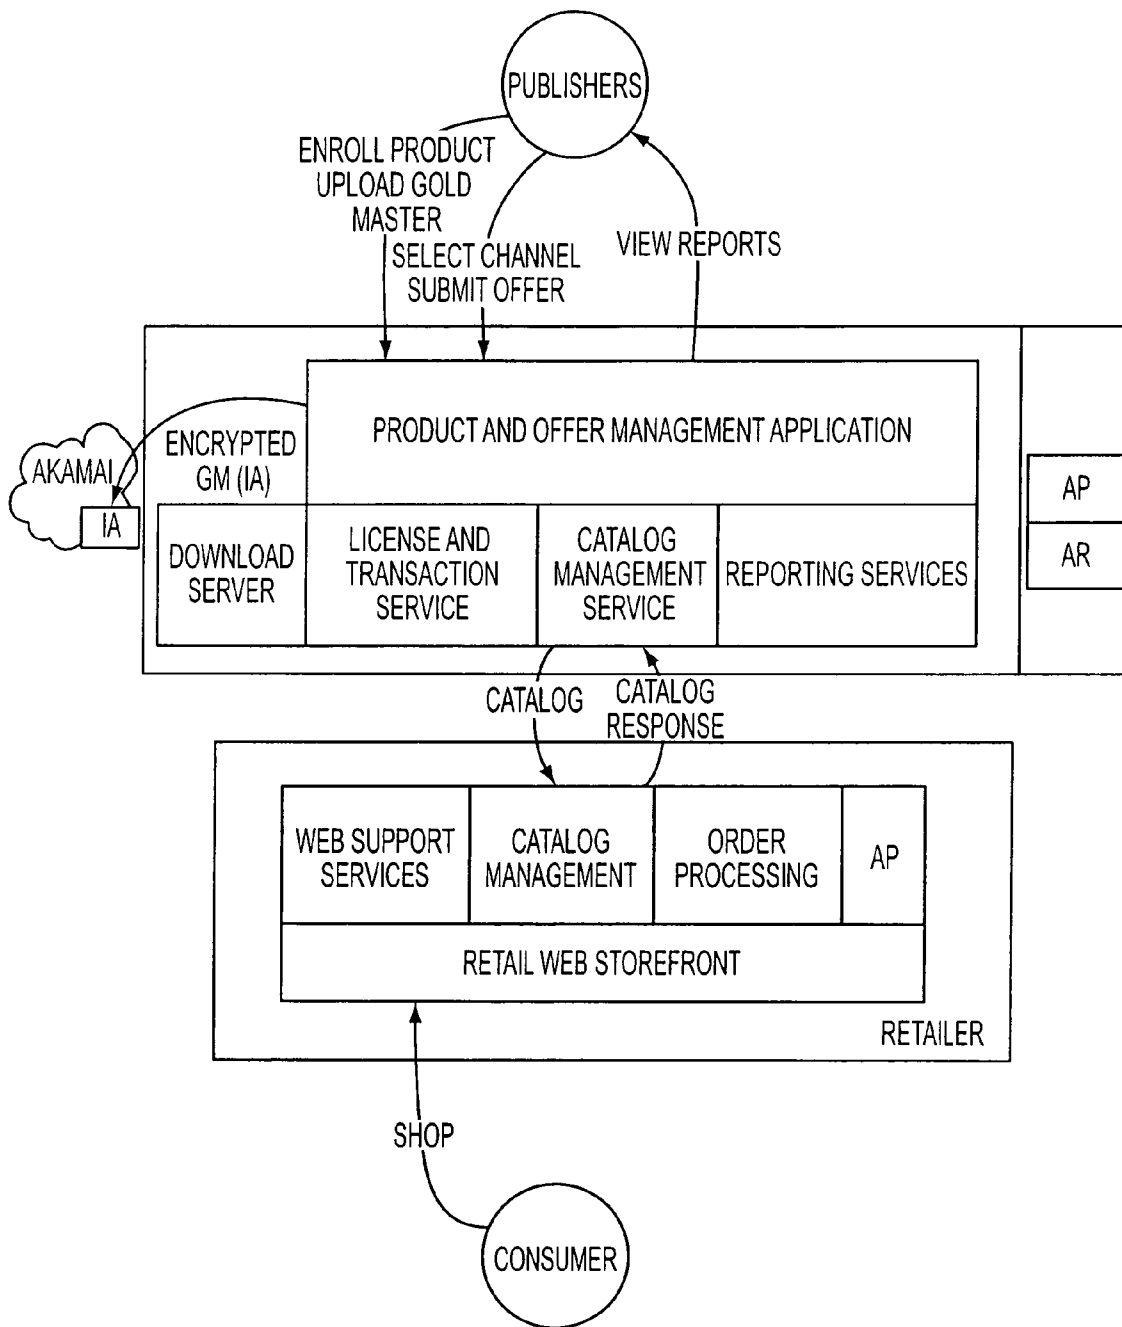 PUBLISHERS
ENROLL PRODUCT
UPLOAD GOLD
MASTER
SELECT CHANNEL
SUBMIT OFFER
VIEW REPORTS
PRODUCT AND OFFER MANAGEMENT APPLICATION
ENCRYPTED
GM (IA)
AKAMAI
IA
DOWNLOAD
SERVER
LICENSE AND
TRANSACTION
SERVICE
CATALOG
MANAGEMENT
SERVICE
REPORTING SERVICES
AP
AR
CATALOG
CATALOG
RESPONSE
WEB SUPPORT
SERVICES
CATALOG
MANAGEMENT
ORDER
PROCESSING
AP
RETAIL WEB STOREFRONT
RETAILER
SHOP
CONSUMER